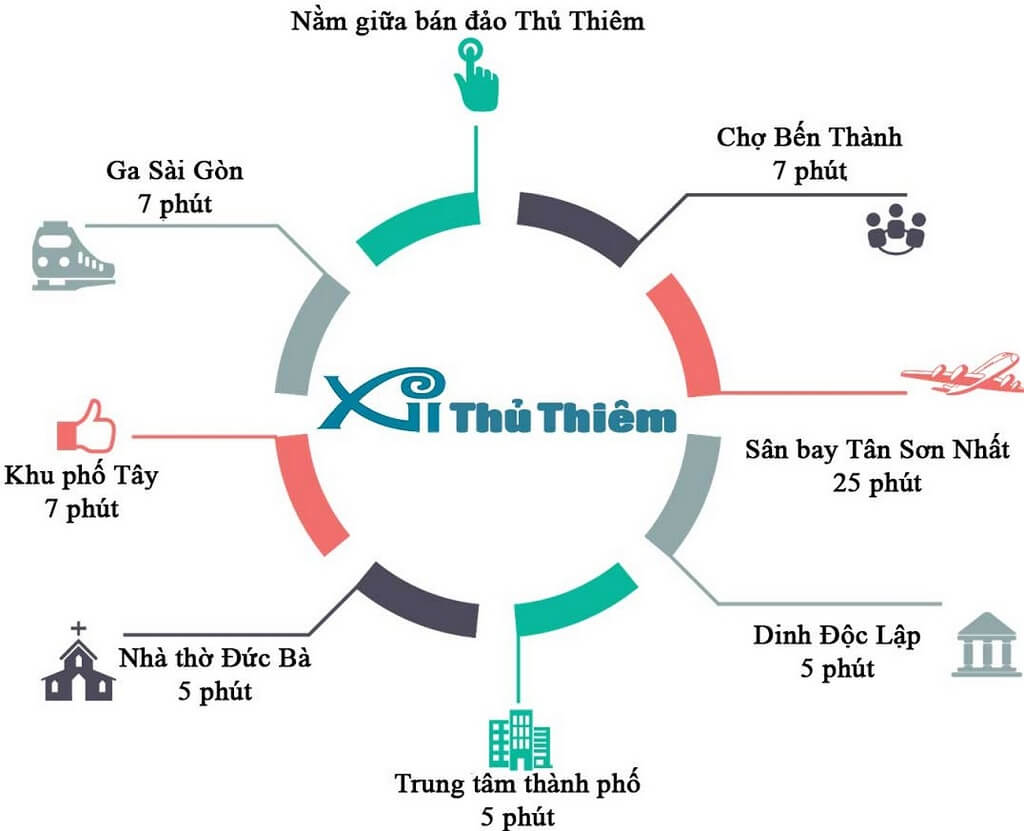 Nằm giữa bán đảo Thủ Thiêm
Chợ Bến Thành
7 phút
Ga Sài Gòn
7 phút
Xi Thủ Thiêm
Sân bay Tân Sơn Nhất
25 phút
Khu phố Tây
7 phút
Dinh Độc Lập
5 phút
Nhà thờ Đức Bà
5 phút
Trung tâm thành phố
5 phút